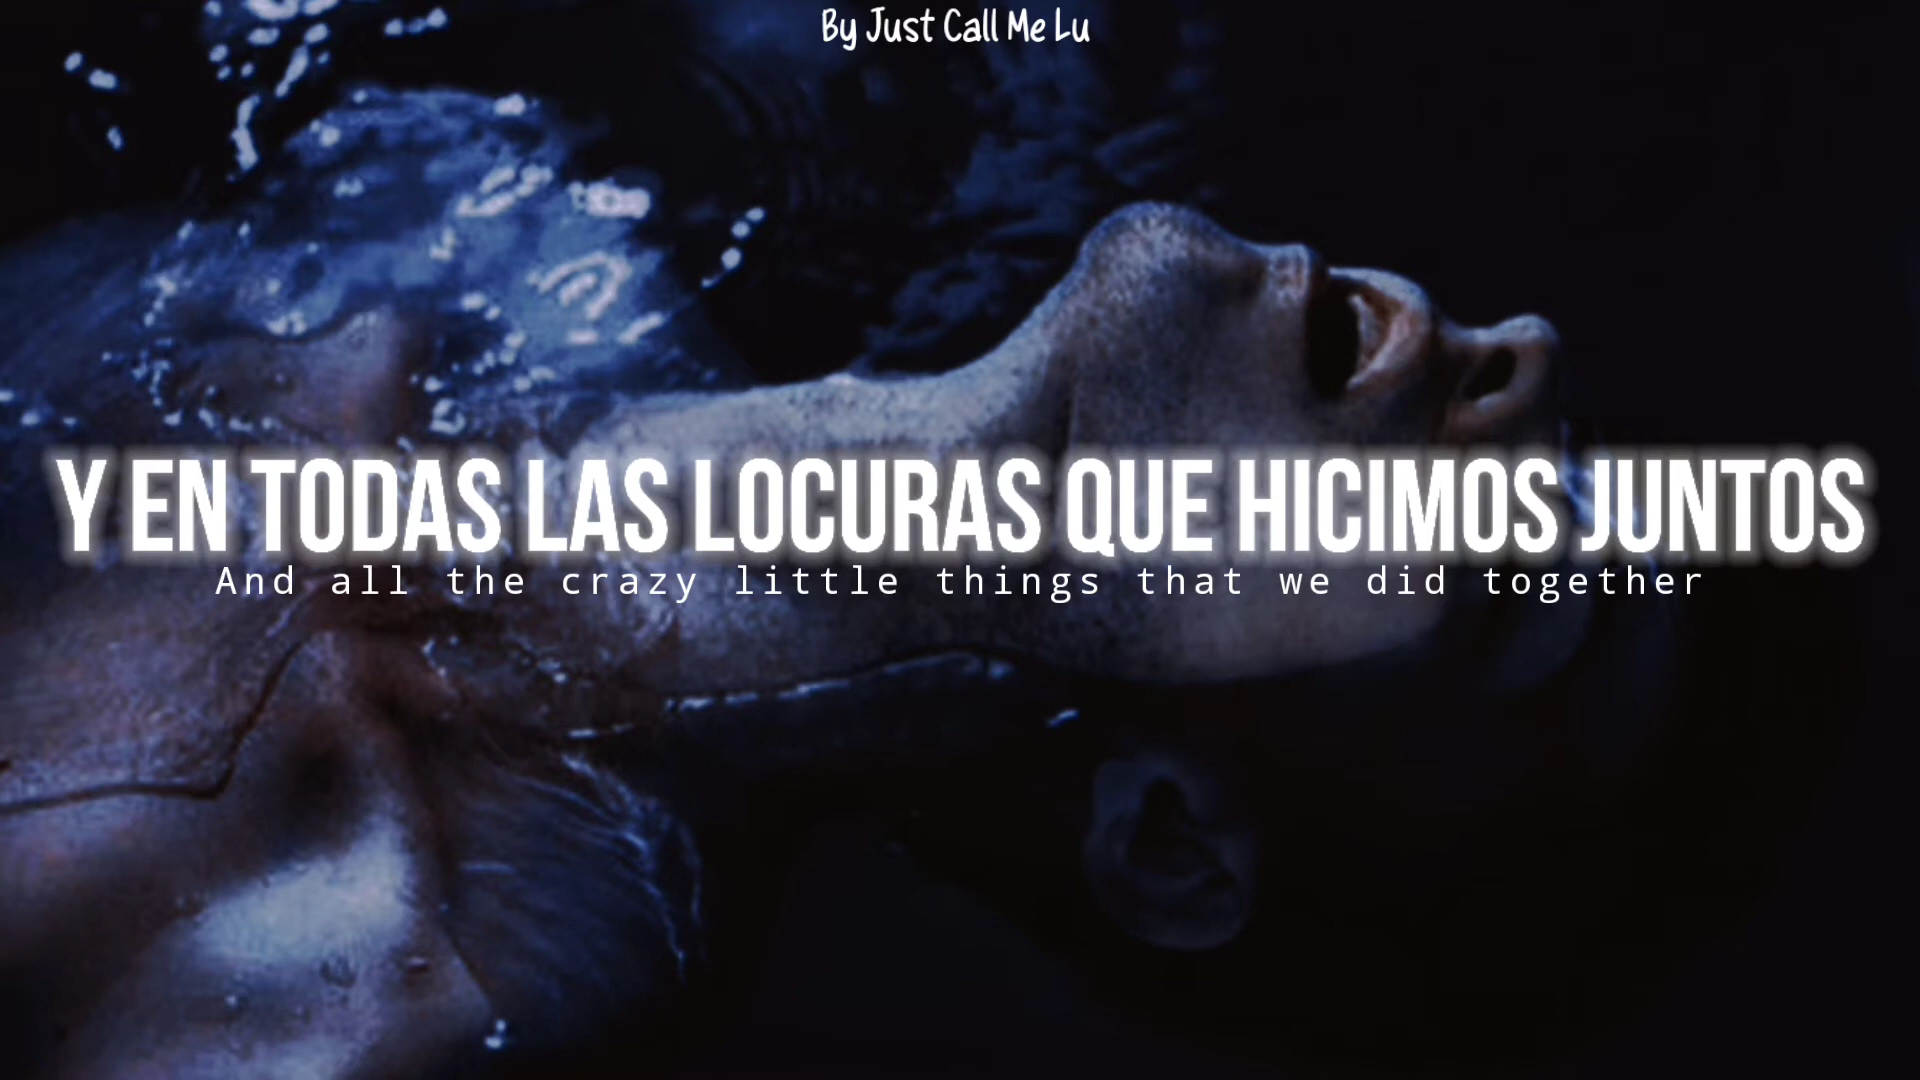 By Just Call Me Lu
Y EN TODAS LAS LOCURAS QUE HICIMOS JUNTOS
And all the crazy little things that we did together